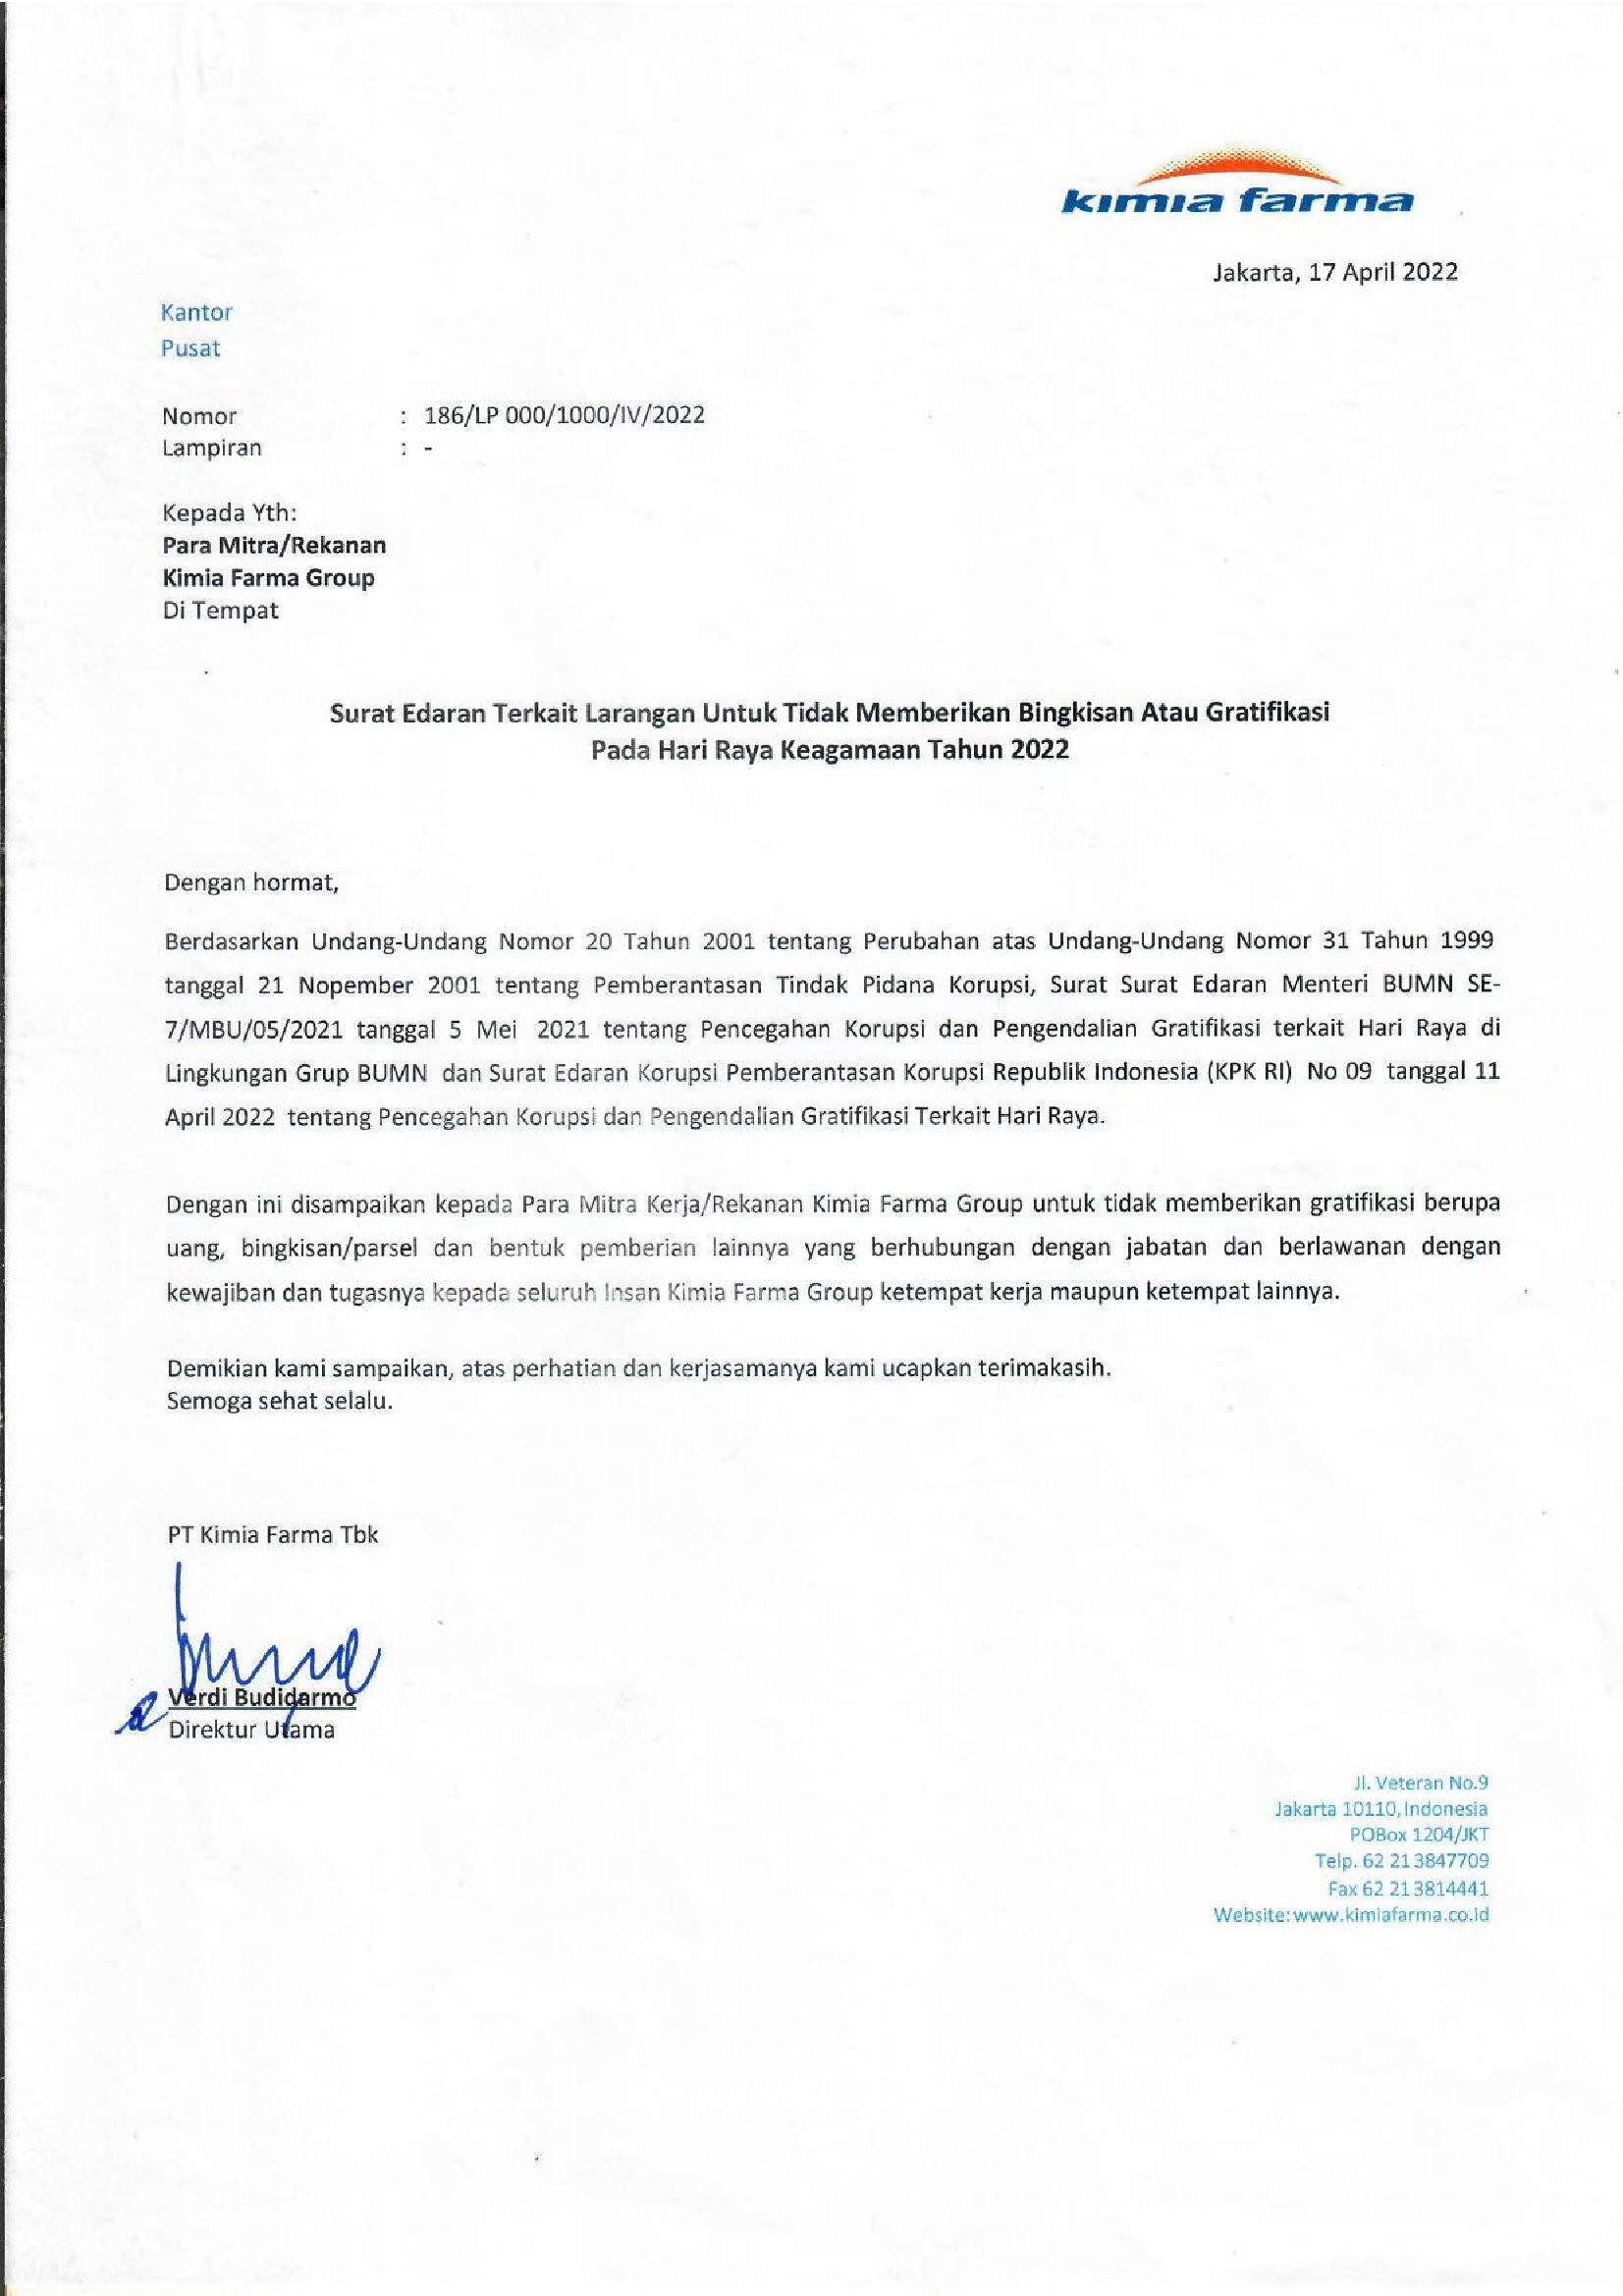 kimia farma
Jakarta, 17 April 2022
Kantor
Pusat
Nomor : 186/LP 000/1000/IV/2022
Lampiran : -
Kepada Yth:
Para Mitra/Rekanan
Kimia Farma Group
Di Tempat
Surat Edaran Terkait Larangan Untuk Tidak Memberikan Bingkisan Atau Gratifikasi
Pada Hari Raya Keagamaan Tahun 2022
Dengan hormat,
Berdasarkan Undang-Undang Nomor 20 Tahun 2001 tentang Perubahan atas Undang-Undang Nomor 31 Tahun 1999
tanggal 21 Nopember 2001 tentang Pemberantasan Tindak Pidana Korupsi, Surat Surat Edaran Menteri BUMN SE-
7/MBU/05/2021 tanggal 5 Mei 2021 tentang Pencegahan Korupsi dan Pengendalian Gratifikasi terkait Hari Raya di
Lingkungan Grup BUMN dan Surat Edaran Korupsi Pemberantasan Korupsi Republik Indonesia (KPK RI) No 09 tanggal 11
April 2022 tentang Pencegahan Korupsi dan Pengendalian Gratifikasi Terkait Hari Raya.
Dengan ini disampaikan kepada Para Mitra Kerja/Rekanan Kimia Farma Group untuk tidak memberikan gratifikasi berupa
uang, bingkisan/parsel dan bentuk pemberian lainnya yang berhubungan dengan jabatan dan berlawanan dengan
kewajiban dan tugasnya kepada seluruh Insan Kimia Farma Group ketempat kerja maupun ketempat lainnya.
Demikian kami sampaikan, atas perhatian dan kerjasamanya kami ucapkan terimakasih.
Semoga sehat selalu.
PT Kimia Farma Tbk
Verdi Budidarmo
Direktur Utama
Jl. Veteran No.9
Jakarta 10110, Indonesia
POBox 1204/JKT
Telp. 62 21 3847709
Fax 62 21 3814441
Website: www.kimiafarma.co.id